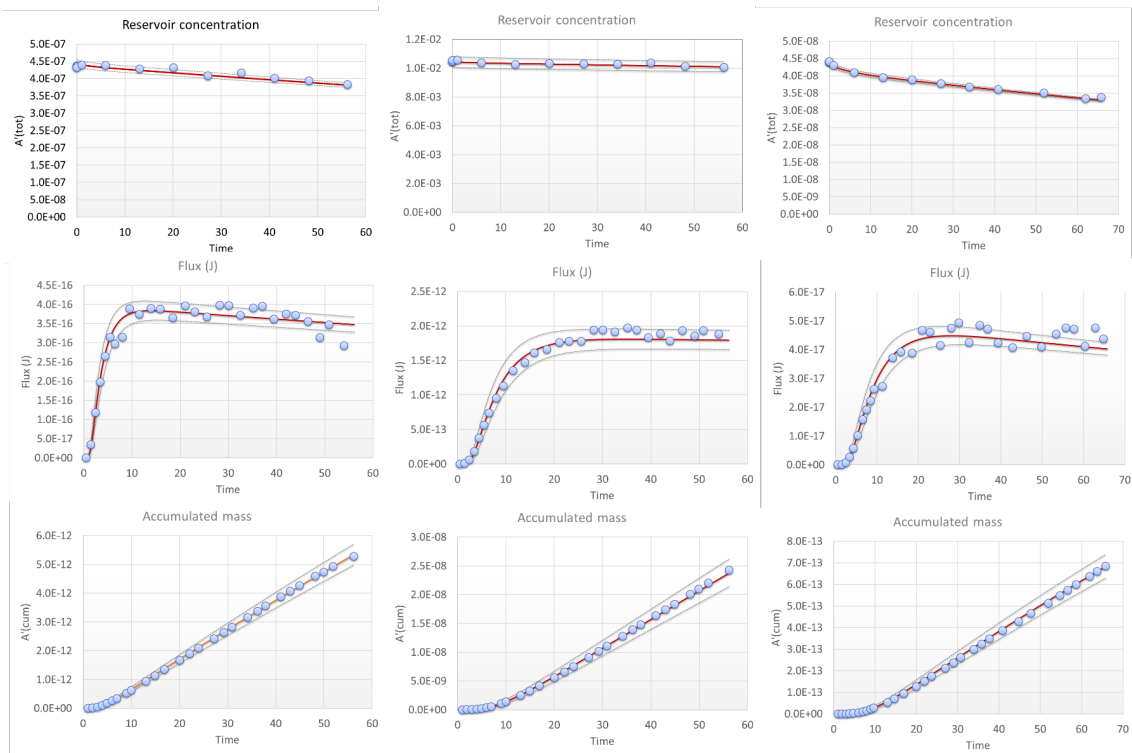 Reservoir concentration
5.0E-07
4.5E-07
4.0E-07
3.5E-07
3.0E-07
2.5E-07
2.0E-07
1.5E-07
1.0E-07
5.0E-08
0.0E+00
A'(tot)
0 10 20 30 40 50 60
Time
Reservoir concentration
1.2E-02
1.0E-02
8.0E-03
6.0E-03
4.0E-03
2.0E-03
0.0E+00
A'(tot)
0 10 20 30 40 50 60
Time
Reservoir concentration
5.0E-08
4.5E-08
4.0E-08
3.5E-08
3.0E-08
2.5E-08
2.0E-08
1.5E-08
1.0E-08
5.0E-09
0.0E+00
A'(tot)
0 10 20 30 40 50 60 70
Time
Flux (J)
4.5E-16
4.0E-16
3.5E-16
3.0E-16
2.5E-16
2.0E-16
1.5E-16
1.0E-16
5.0E-17
0.0E+00
Flux (J)
0 10 20 30 40 50 60
Time
Flux (J)
2.5E-12
2.0E-12
1.5E-12
1.0E-12
5.0E-13
0.0E+00
Flux (J)
0 10 20 30 40 50 60
Time
Flux (J)
6.0E-17
5.0E-17
4.0E-17
3.0E-17
2.0E-17
1.0E-17
0.0E+00
Flux (J)
0 10 20 30 40 50 60 70
Time
Accumulated mass
6.0E-12
5.0E-12
4.0E-12
3.0E-12
2.0E-12
1.0E-12
0.0E+00
A'(cum)
0 10 20 30 40 50 60
Time
Accumulated mass
3.0E-08
2.5E-08
2.0E-08
1.5E-08
1.0E-08
5.0E-09
0.0E+00
A'(cum)
0 10 20 30 40 50 60
Time
Accumulated mass
8.0E-13
7.0E-13
6.0E-13
5.0E-13
4.0E-13
3.0E-13
2.0E-13
1.0E-13
0.0E+00
A'(cum)
0 10 20 30 40 50 60 70
Time